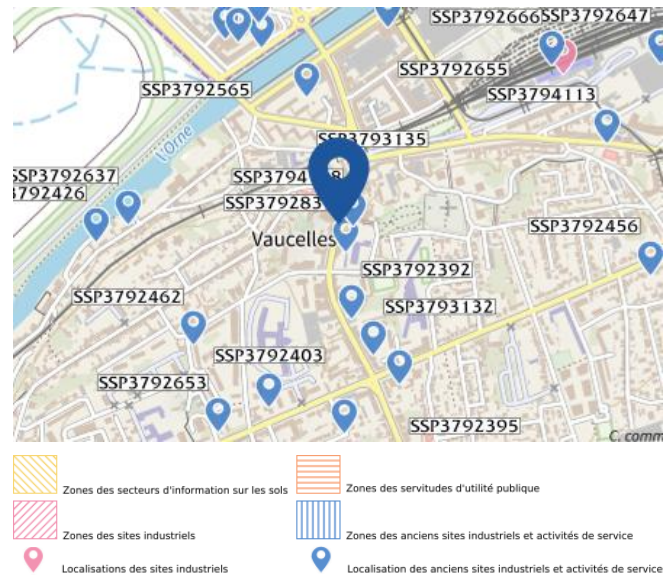 SSP3792666
SSP3792647
SSP3792655
SSP3792565
SSP3794113
l'Orne
SSP3793135
SSP3792637
SSP3792456
Vaucelles
SSP3792392
SSP3792462
SSP3793132
SSP3792403
SSP3792653
SSP3792395
Zones des secteurs d'information sur les sols
Zones des servitudes d'utilité publique
Zones des sites industriels
Zones des anciens sites industriels et activités de service
Localisations des sites industriels
Localisation des anciens sites industriels et activités de service